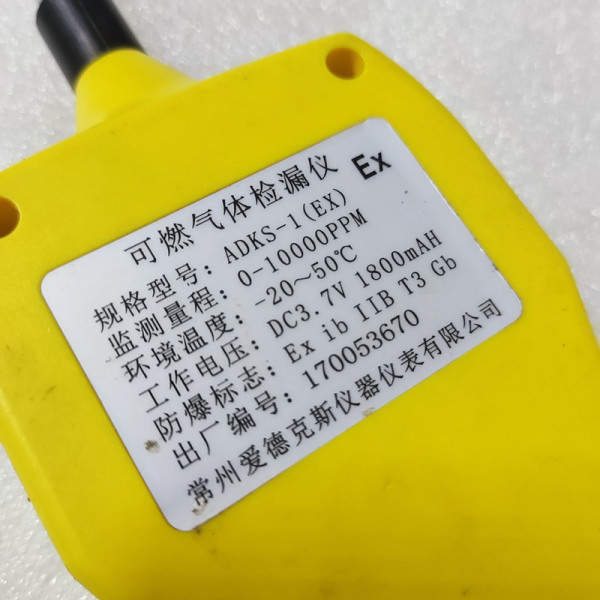 可燃气体检漏仪 Ex
规格型号: ADKS-1(EX)
监测量程: 0-10000PPM
环境温度: -20～50℃
工作电压: DC3.7V 1800mAH
防爆标志: Ex ib IIB T3 Gb
出厂编号: 170053670
常州爱德克斯仪器仪表有限公司